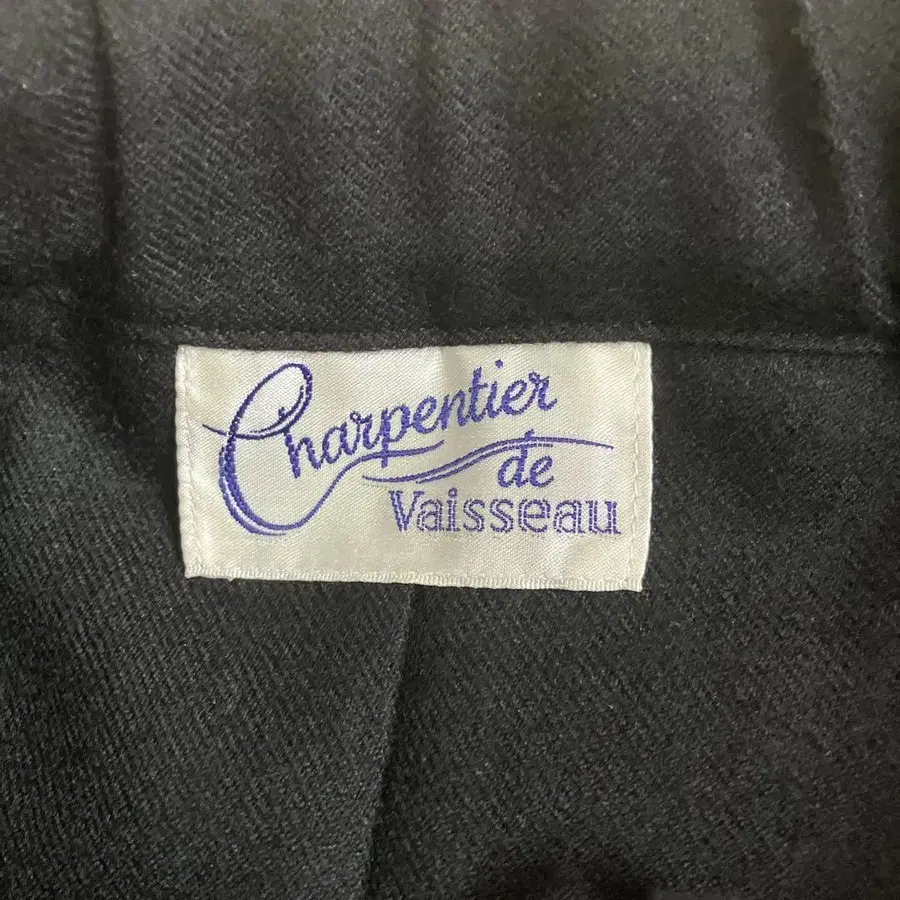 Charpentier
de
Vaisseau